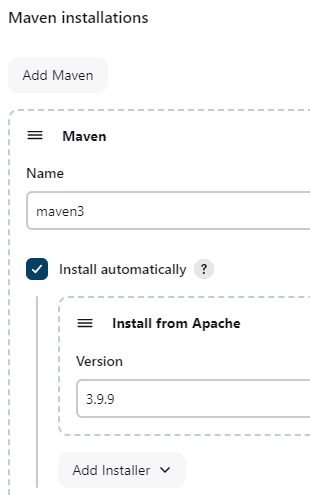 Maven installations
Add Maven
Maven
Name
maven3
Install automatically ?
Install from Apache
Version
3.9.9
Add Installer